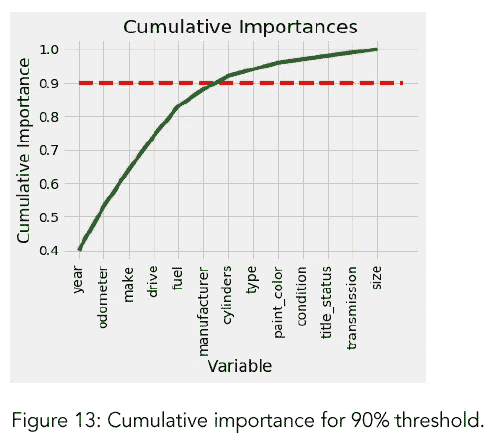 Cumulative Importances
1.0
0.9
0.8
0.7
0.6
0.5
0.4
Cumulative Importance
year
odometer
make
drive
fuel
manufacturer
cylinders
type
paint_color
condition
title_status
transmission
size
Variable
Figure 13: Cumulative importance for 90% threshold.